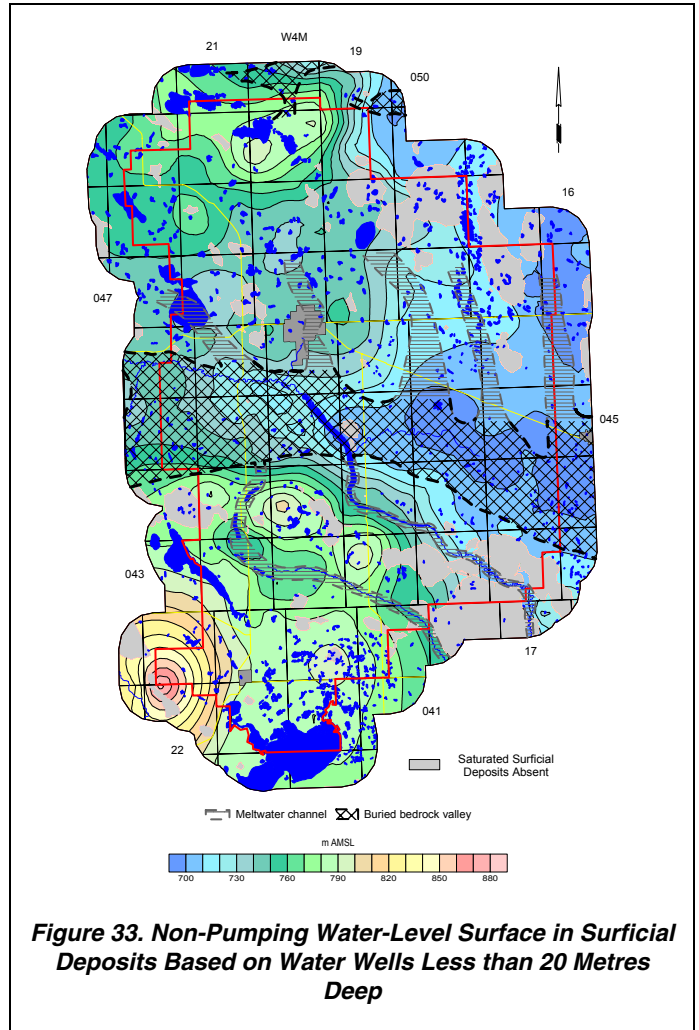 W4M
21
19
050
16
047
045
043
17
041
22
Saturated Surficial
Deposits Absent
Meltwater channel
Buried bedrock valley
m AMSL
700 730 760 790 820 850 880
Figure 33. Non-Pumping Water-Level Surface in Surficial
Deposits Based on Water Wells Less than 20 Metres
Deep